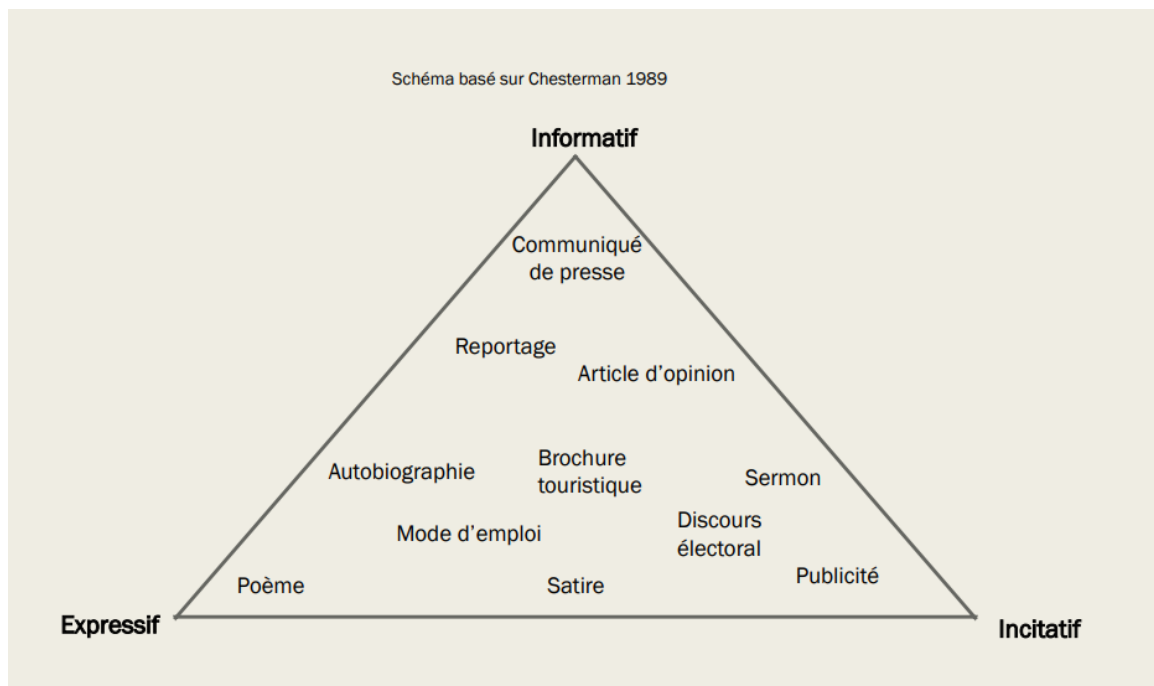 Schéma basé sur Chesterman 1989
Informatif
Communiqué
de presse
Reportage
Article d'opinion
Autobiographie
Brochure
touristique
Sermon
Mode d'emploi
Discours
électoral
Poème
Satire
Publicité
Expressif
Incitatif